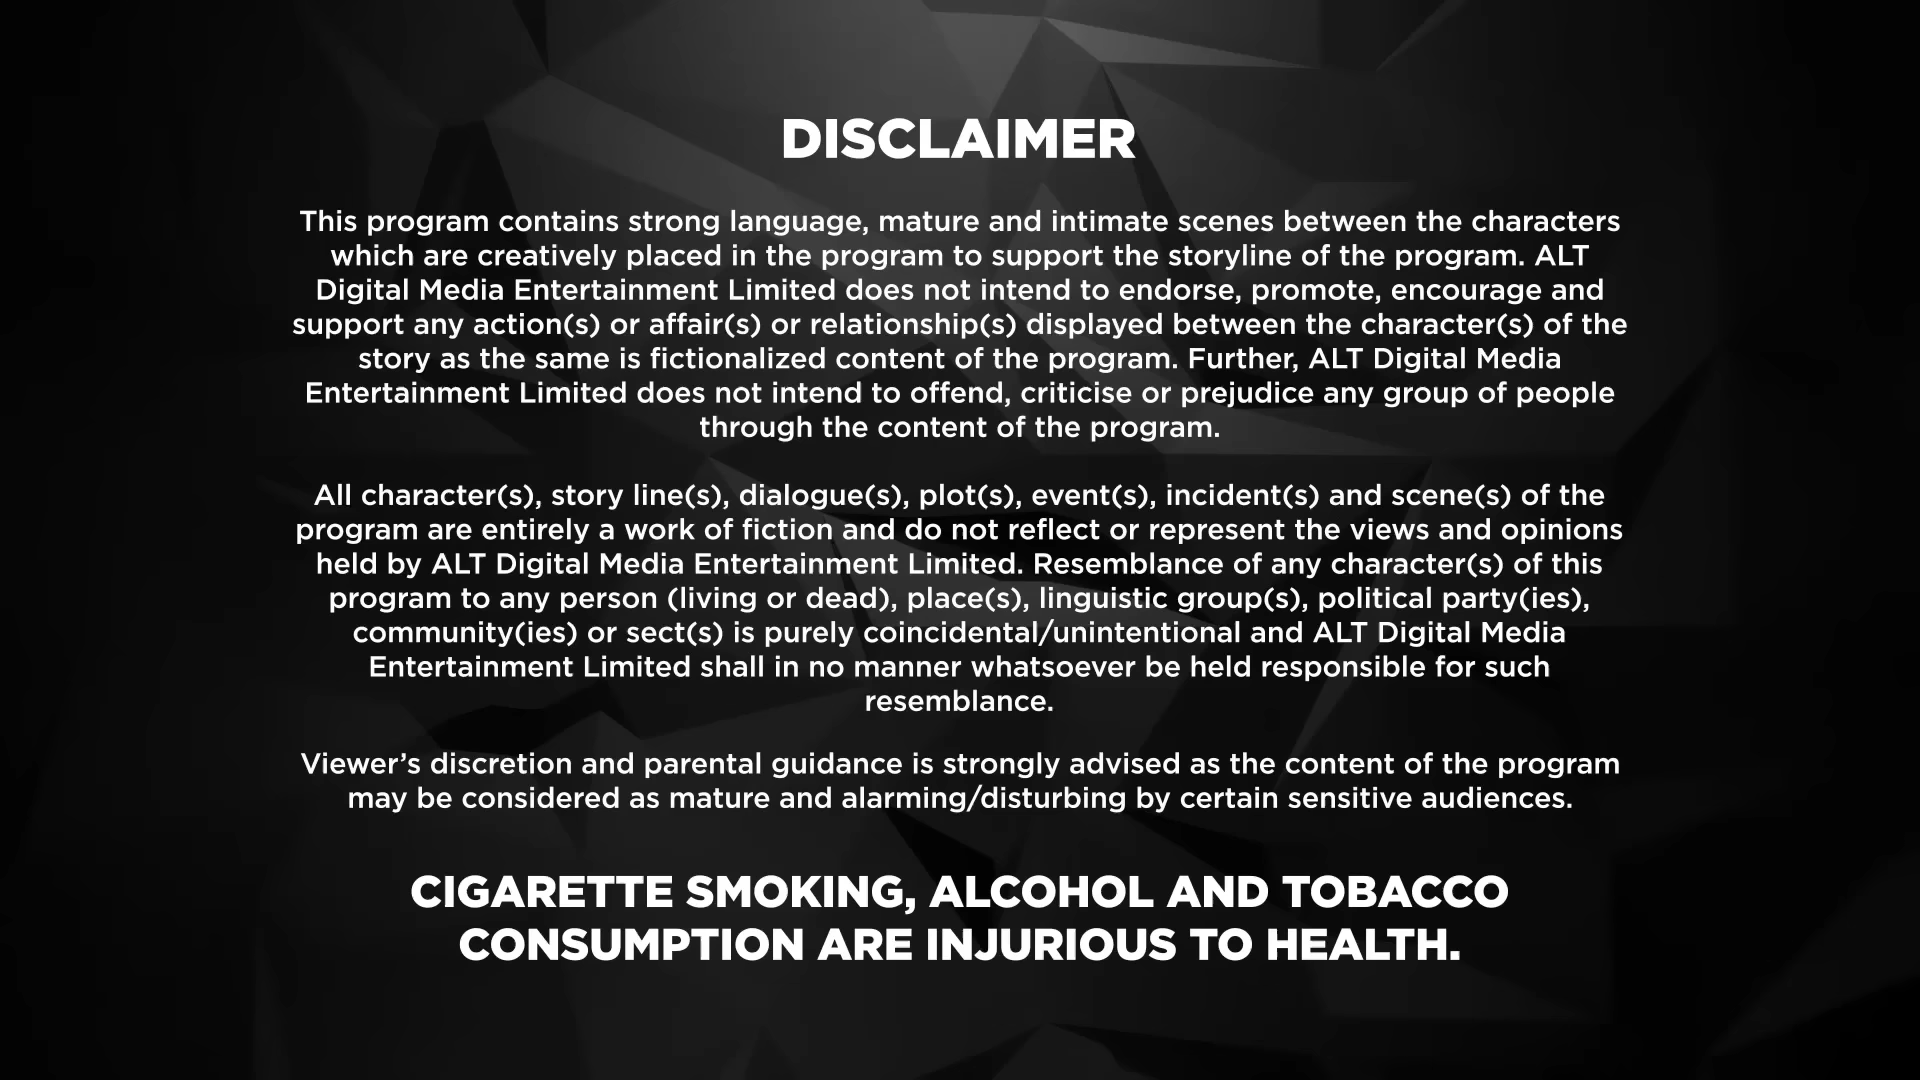 DISCLAIMER
This program contains strong language, mature and intimate scenes between the characters
which are creatively placed in the program to support the storyline of the program. ALT
Digital Media Entertainment Limited does not intend to endorse, promote, encourage and
support any action(s) or affair(s) or relationship(s) displayed between the character(s) of the
story as the same is fictionalized content of the program. Further, ALT Digital Media
Entertainment Limited does not intend to offend, criticise or prejudice any group of people
through the content of the program.
All character(s), story line(s), dialogue(s), plot(s), event(s), incident(s) and scene(s) of the
program are entirely a work of fiction and do not reflect or represent the views and opinions
held by ALT Digital Media Entertainment Limited. Resemblance of any character(s) of this
program to any person (living or dead), place(s), linguistic group(s), political party(ies),
community(ies) or sect(s) is purely coincidental/unintentional and ALT Digital Media
Entertainment Limited shall in no manner whatsoever be held responsible for such
resemblance.
Viewer’s discretion and parental guidance is strongly advised as the content of the program
may be considered as mature and alarming/disturbing by certain sensitive audiences.
CIGARETTE SMOKING, ALCOHOL AND TOBACCO
CONSUMPTION ARE INJURIOUS TO HEALTH.